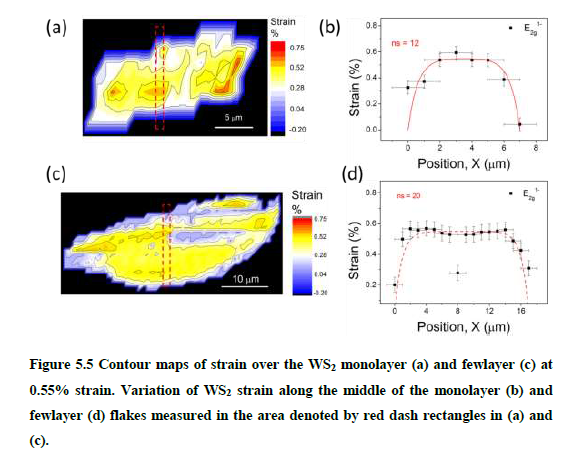 (a)
Strain
%
0.75
0.52
0.28
0.04
-0.20
5 μm
(b)
0.8
0.6
0.4
0.2
0.0
Strain (%)
ns = 12
E2g1-
0 2 4 6 8
Position, X (μm)
(c)
Strain
%
0.75
0.52
0.28
0.04
-0.20
10 μm
(d)
0.8
0.6
0.4
0.2
Strain (%)
ns = 20
E2g1-
0 4 8 12 16
Position, X (μm)
Figure 5.5 Contour maps of strain over the WS2 monolayer (a) and fewlayer (c) at
0.55% strain. Variation of WS2 strain along the middle of the monolayer (b) and
fewlayer (d) flakes measured in the area denoted by red dash rectangles in (a) and
(c).